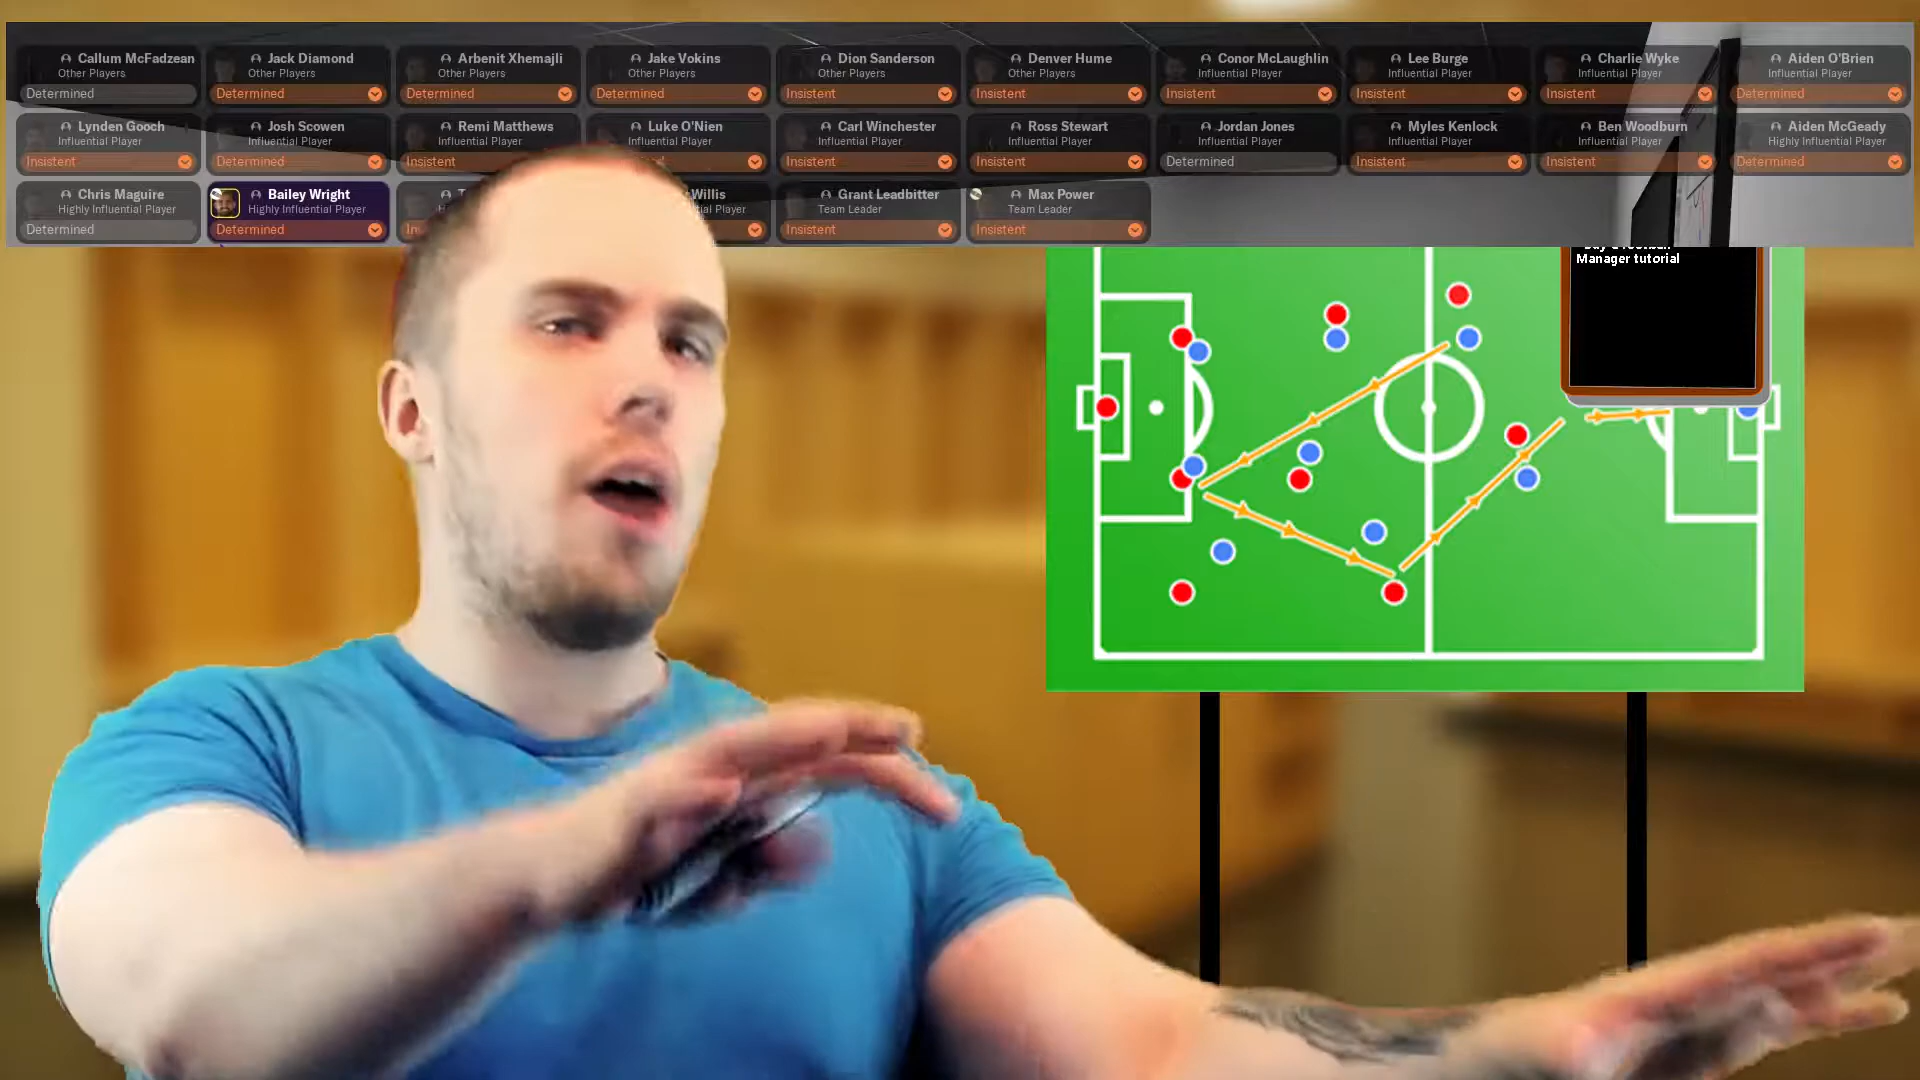 Callum McFadzean Jack Diamond Arbenit Xhemajli Jake Vokins Dion Sanderson Denver Hume Conor McLaughlin Lee Burge Charlie Wyke Aiden O'Brien
Other Players Other Players Other Players Other Players Other Players Other Players Influential Player Influential Player Influential Player Influential Player
Determined Determined Determined Determined Insistent Insistent Insistent Insistent Insistent Determined
Lynden Gooch Josh Scowen Remi Matthews Luke O'Nien Carl Winchester Ross Stewart Jordan Jones Myles Kenlock Ben Woodburn Aiden McGeady
Influential Player Influential Player Influential Player Influential Player Influential Player Influential Player Influential Player Influential Player Influential Player Highly Influential Player
Insistent Determined Insistent Insistent Insistent Determined Insistent Insistent Determined
Chris Maguire Bailey Wright Willis Grant Leadbitter Max Power
Highly Influential Player Highly Influential Player Player Team Leader Team Leader
Determined Determined Insistent Insistent
Manager tutorial